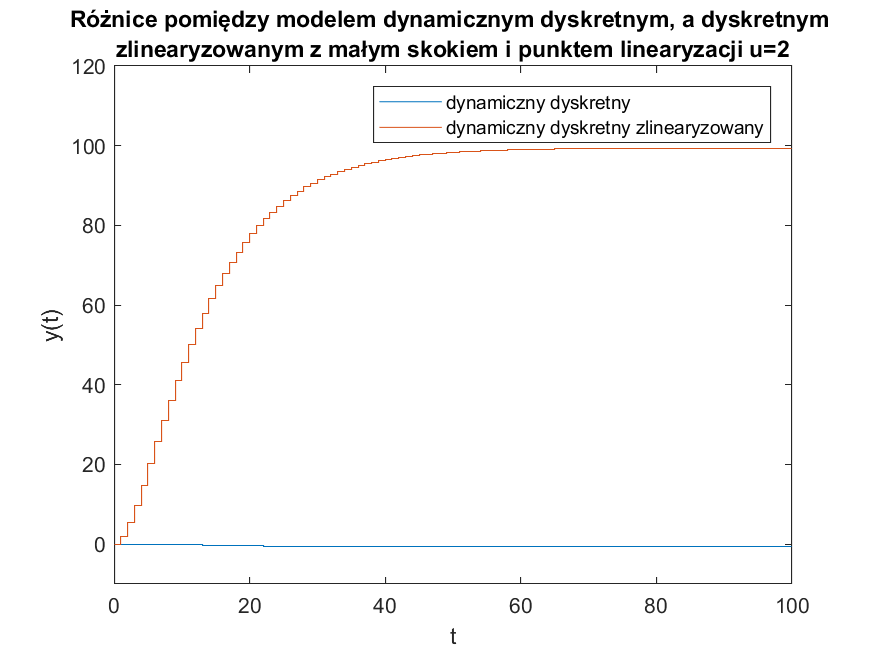 Różnice pomiędzy modelem dynamicznym dyskretnym, a dyskretnym
zlinearyzowanym z małym skokiem i punktem linearyzacji u=2
120
100
80
60
40
20
0
y(t)
dynamiczny dyskretny
dynamiczny dyskretny zlinearyzowany
0 20 40 60 80 100
t